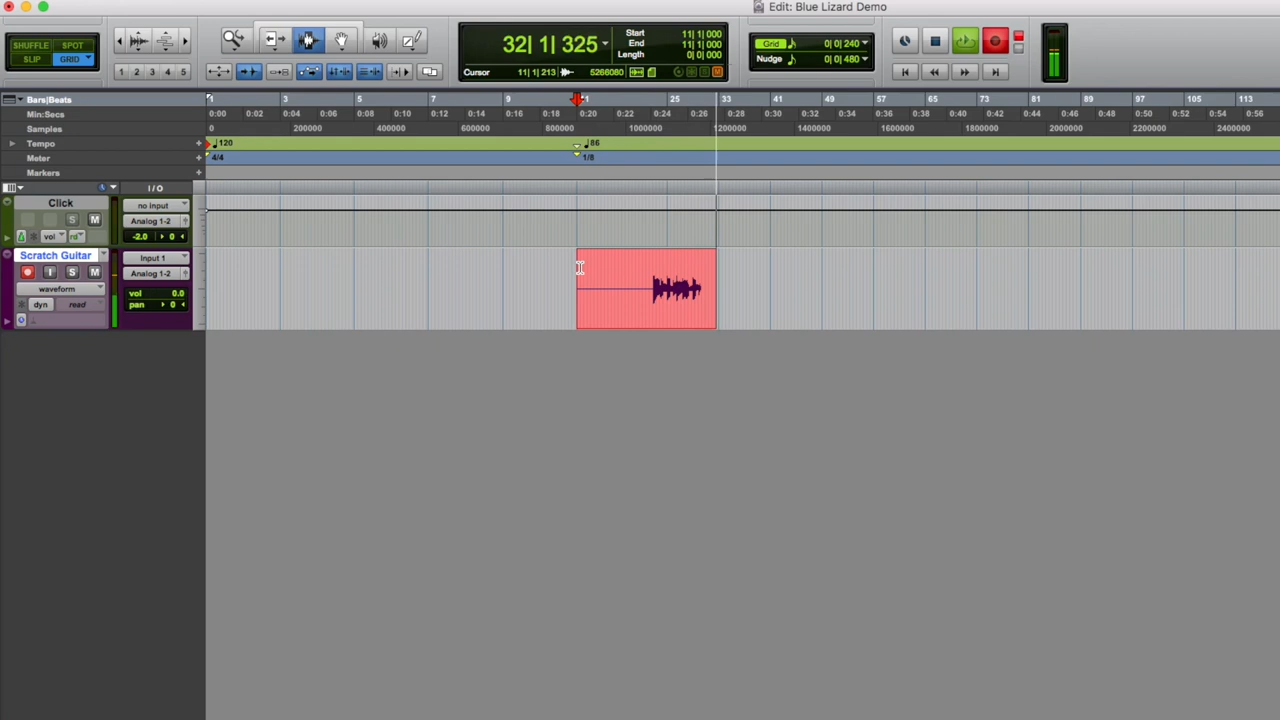 Edit: Blue Lizard Demo
SHUFFLE SPOT
SLIP GRID
1 2 3 4 5
32| 1| 325
Start 11| 1| 000
End 11| 1| 000
Length 0| 0| 000
Cursor 11| 1| 213 5266080
Grid 0| 0| 240
Nudge 0| 0| 480
Bars|Beats 1 3 5 7 9 1 25 33 41 49 57 65 73 81 89 97 105 113
Min:Secs 0:00 0:02 0:04 0:06 0:08 0:10 0:12 0:14 0:16 0:18 0:20 0:22 0:24 0:26 0:28 0:30 0:32 0:34 0:36 0:38 0:40 0:42 0:44 0:46 0:48 0:50 0:52 0:54 0:56
Samples 0 200000 400000 600000 800000 1000000 1200000 1400000 1600000 1800000 2000000 2200000 2400000
Tempo 120 86
Meter 4/4 1/8
Markers
I / O
Click no input
S M Analog 1-2
vol rd -2.0 0
Scratch Guitar Input 1
I S M Analog 1-2
waveform vol 0.0
dyn read pan 0